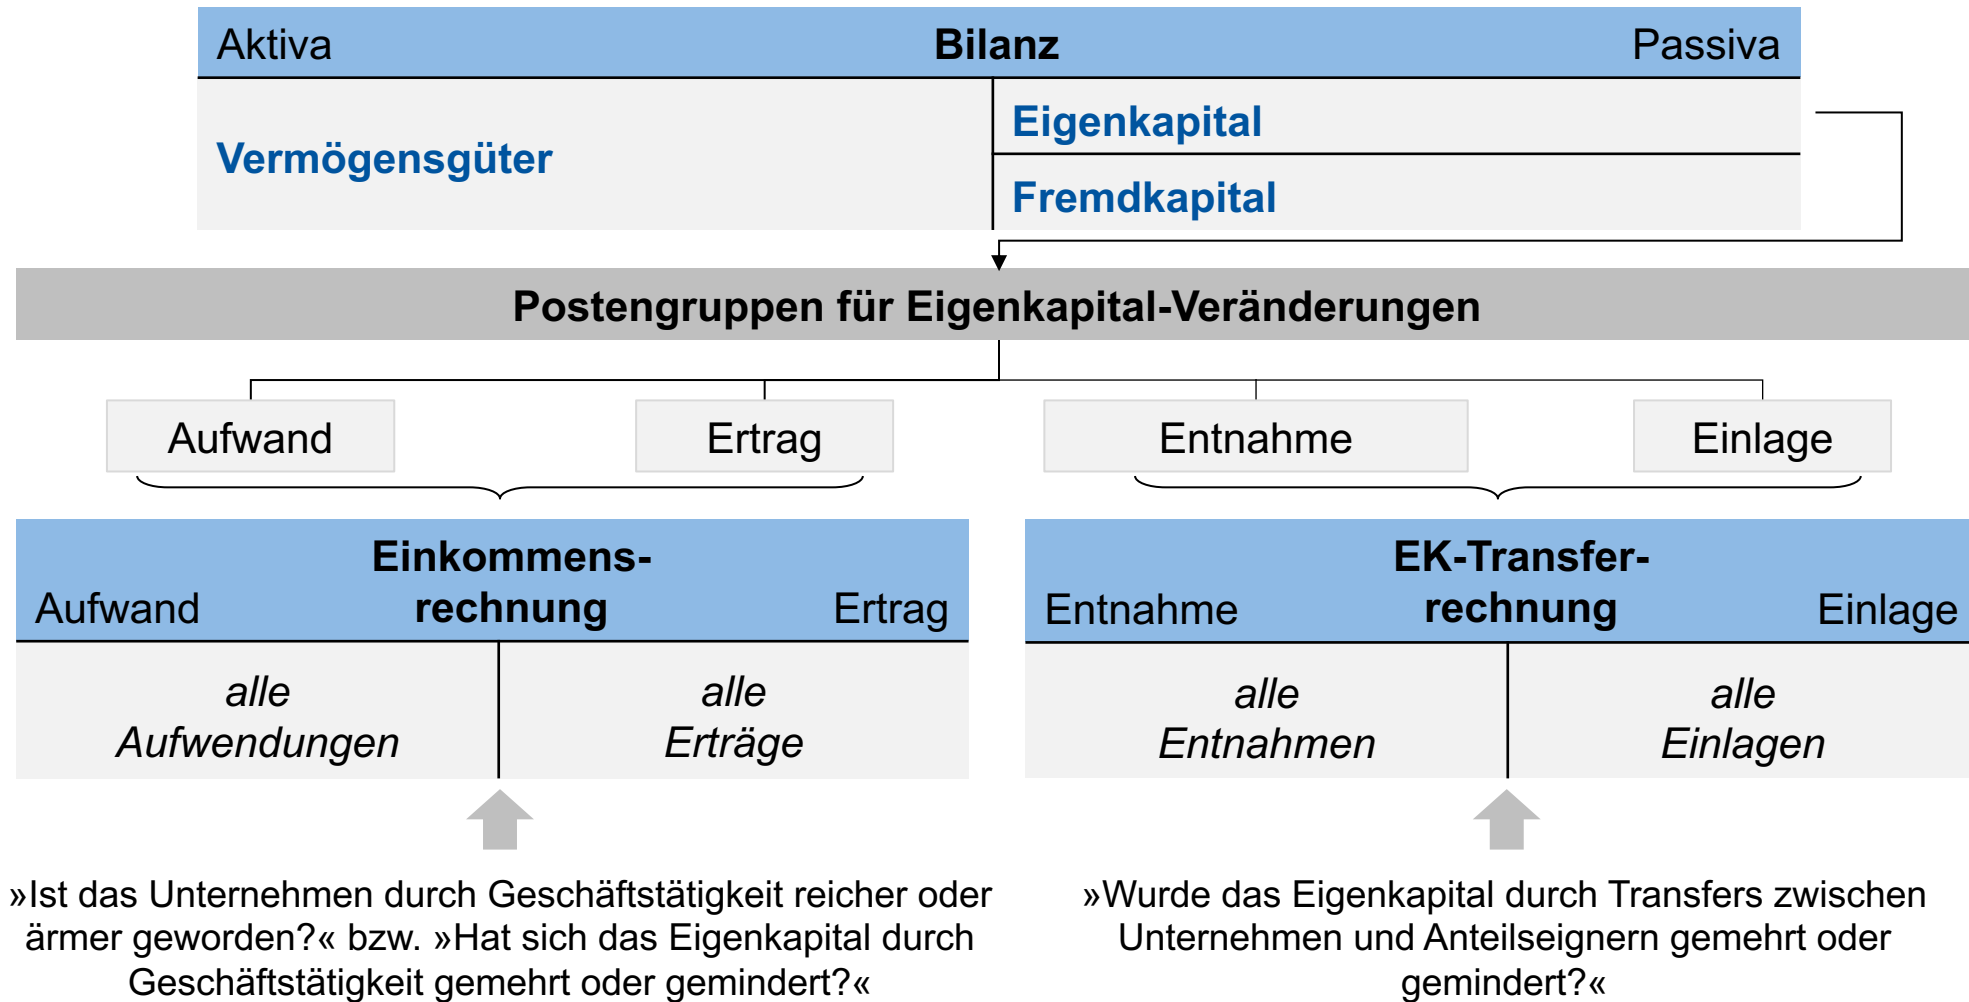 Aktiva Bilanz Passiva
Vermögensgüter
Eigenkapital
Fremdkapital
Postengruppen für Eigenkapital-Veränderungen
Aufwand Ertrag Entnahme Einlage
Einkommens-
Aufwand rechnung Ertrag
alle alle
Aufwendungen Erträge
EK-Transfer-
Entnahme rechnung Einlage
alle alle
Entnahmen Einlagen
»Ist das Unternehmen durch Geschäftstätigkeit reicher oder
ärmer geworden?« bzw. »Hat sich das Eigenkapital durch
Geschäftstätigkeit gemehrt oder gemindert?«
»Wurde das Eigenkapital durch Transfers zwischen
Unternehmen und Anteilseignern gemehrt oder
gemindert?«